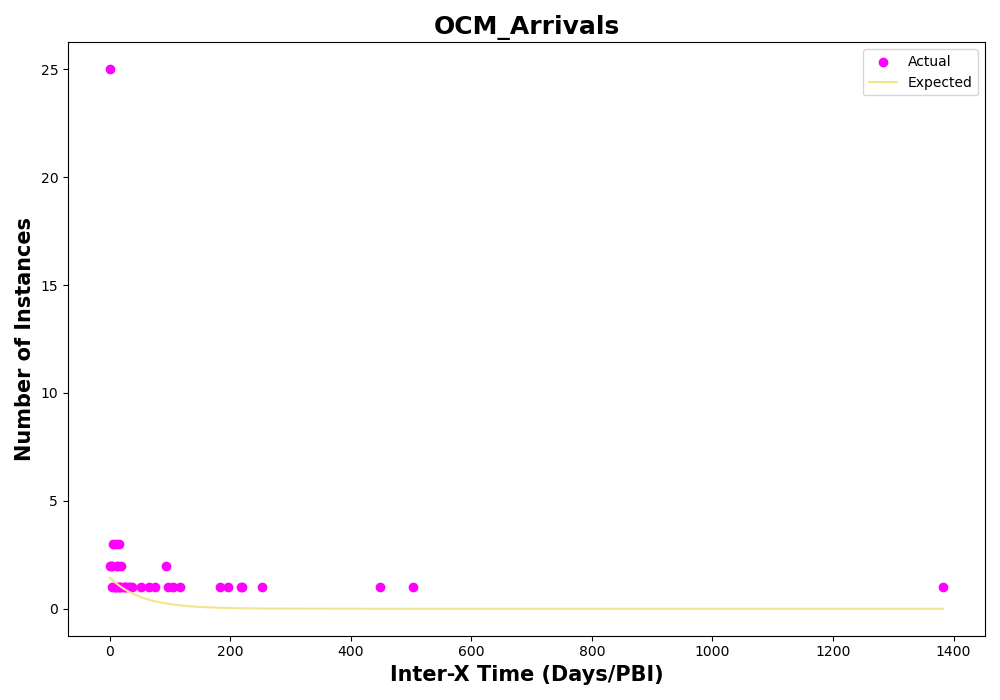 OCM_Arrivals
Actual
Expected
Number of Instances
25
20
15
10
5
0
0 200 400 600 800 1000 1200 1400
Inter-X Time (Days/PBI)